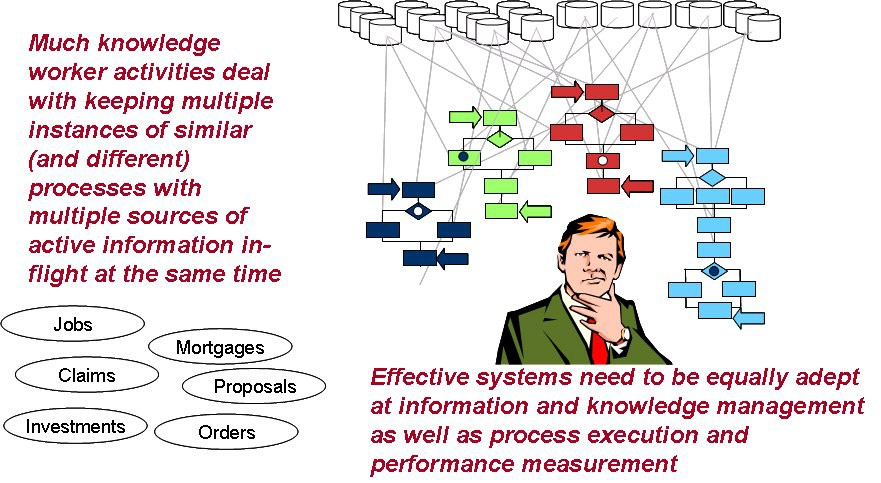 Much knowledge
worker activities deal
with keeping multiple
instances of similar
(and different)
processes with
multiple sources of
active information in-
flight at the same time
Jobs
Mortgages
Claims
Proposals
Investments
Orders
Effective systems need to be equally adept
at information and knowledge management
as well as process execution and
performance measurement